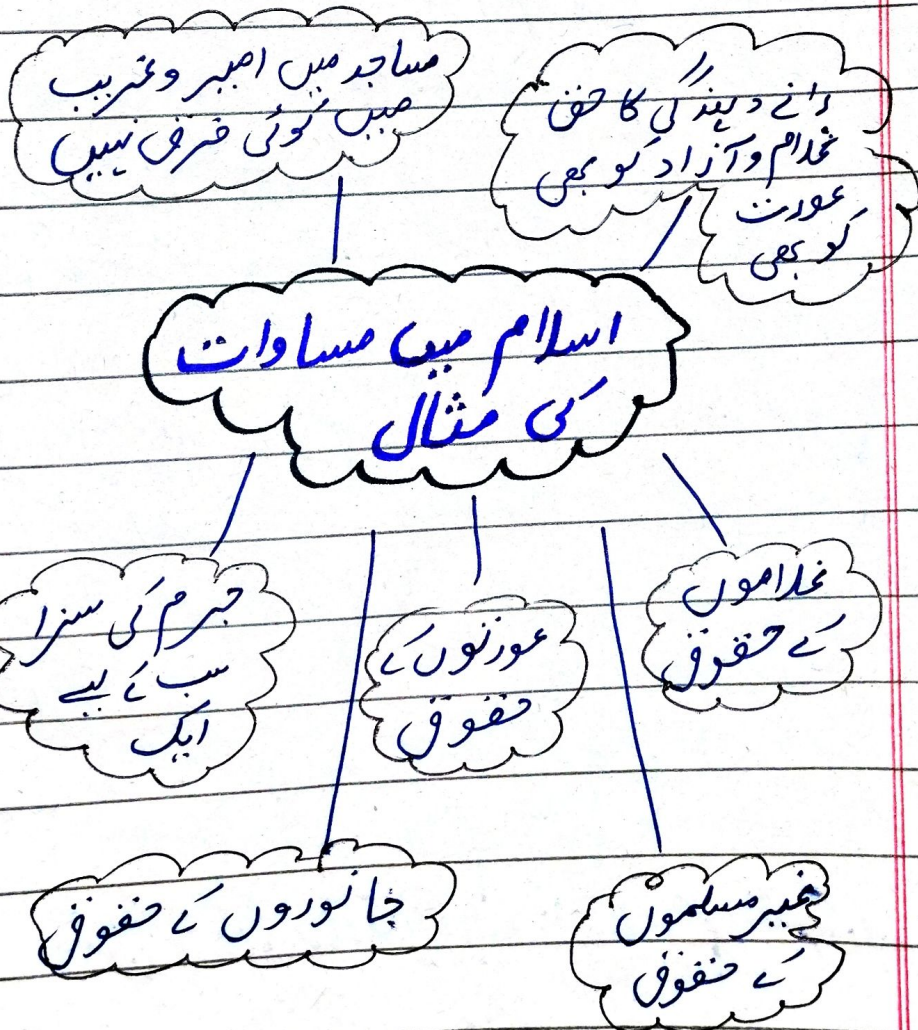 مساجد میں امیر و غریب
میں کوئی فرق نہیں
رائے دہندگی کا حق
غلام و آزاد کو بھی
عورت
کو بھی
اسلام میں مساوات
کی مثال
غلاموں
کے حقوق
عورتوں کے
حقوق
جرم کی سزا
سب کے لیے
ایک
غیر مسلموں
کے حقوق
جانوروں کے حقوق